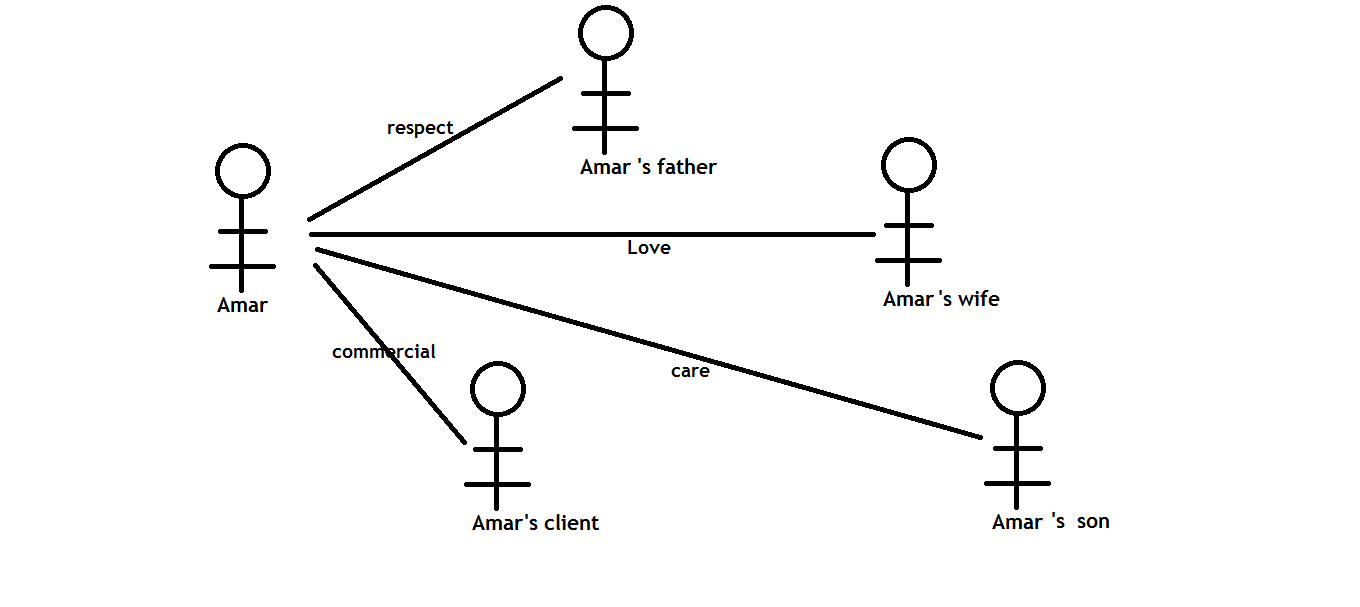 respect
Amar 's father
Amar
Love
Amar 's wife
commercial
care
Amar's client
Amar 's son